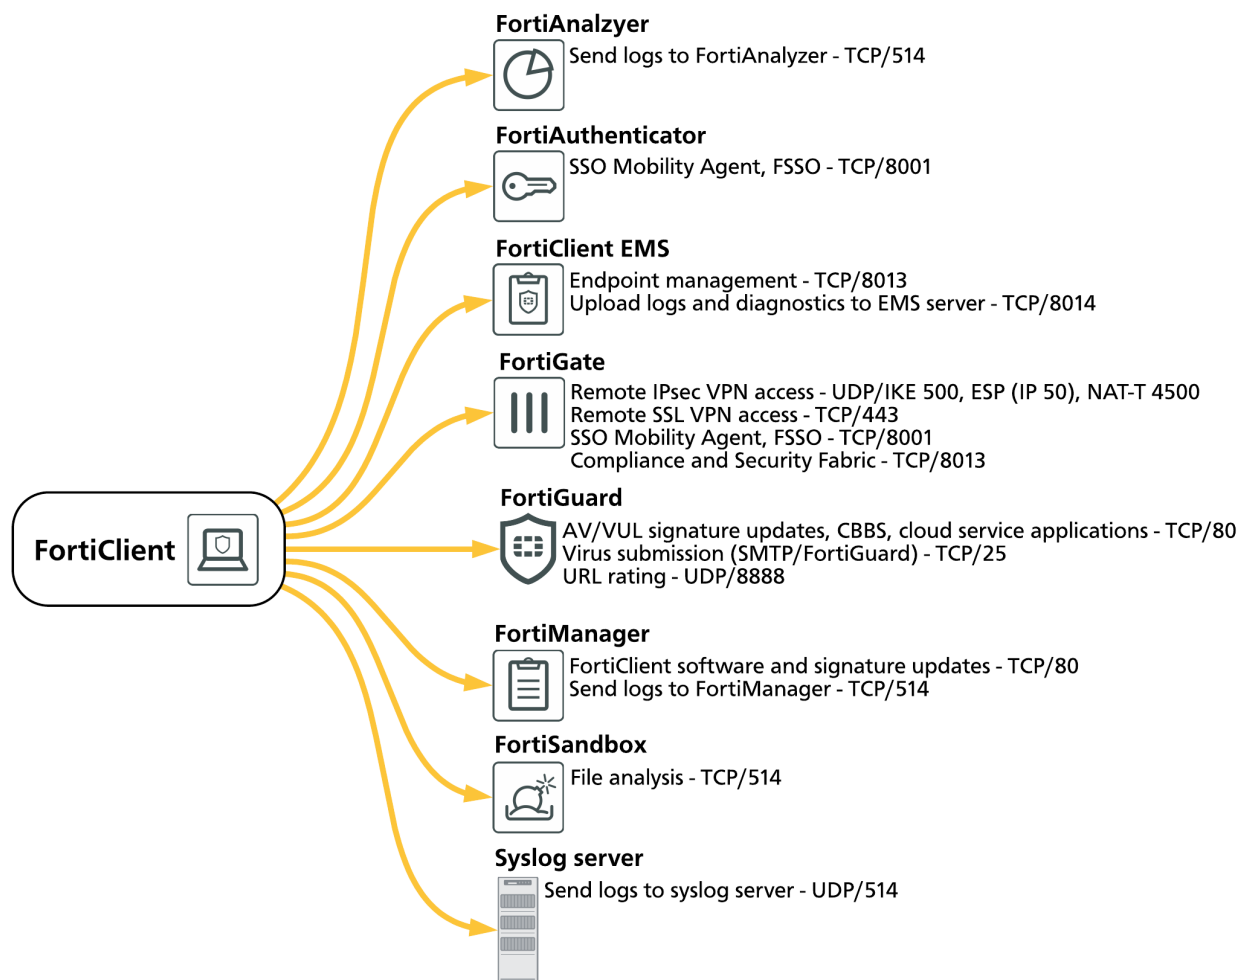 FortiAnalzyer
Send logs to FortiAnalyzer - TCP/514
FortiAuthenticator
SSO Mobility Agent, FSSO - TCP/8001
FortiClient EMS
Endpoint management - TCP/8013
Upload logs and diagnostics to EMS server - TCP/8014
FortiGate
Remote IPsec VPN access - UDP/IKE 500, ESP (IP 50), NAT-T 4500
Remote SSL VPN access - TCP/443
SSO Mobility Agent, FSSO - TCP/8001
Compliance and Security Fabric - TCP/8013
FortiClient
FortiGuard
AV/VUL signature updates, CBBS, cloud service applications - TCP/80
Virus submission (SMTP/FortiGuard) - TCP/25
URL rating - UDP/8888
FortiManager
FortiClient software and signature updates - TCP/80
Send logs to FortiManager - TCP/514
FortiSandbox
File analysis - TCP/514
Syslog server
Send logs to syslog server - UDP/514